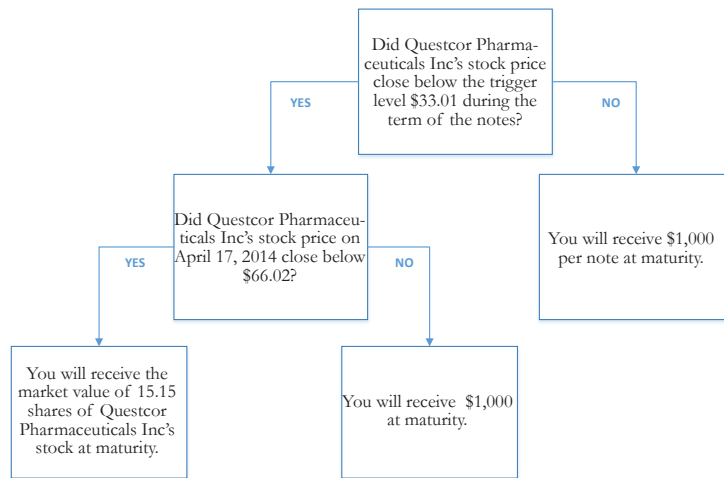 Did Questcor Pharma-
ceuticals Inc's stock price
close below the trigger
level $33.01 during the
term of the notes?
YES
NO
Did Questcor Pharmaceu-
ticals Inc's stock price on
April 17, 2014 close below
$66.02?
You will receive $1,000
per note at maturity.
YES
NO
You will receive the
market value of 15.15
shares of Questcor
Pharmaceuticals Inc's
stock at maturity.
You will receive $1,000
at maturity.